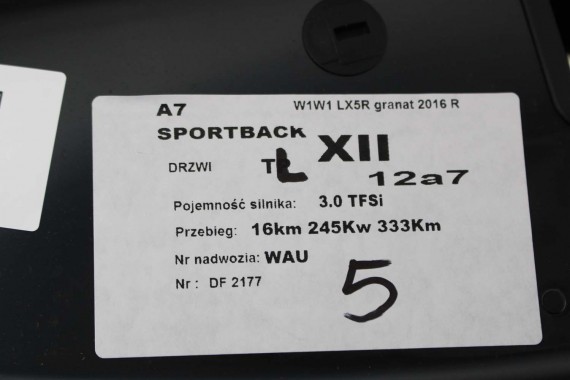 A7 W1W1 LX5R granat 2016 R
SPORTBACK XII
DRZWI TŁ 12a7
Pojemność silnika: 3.0 TFSi
Przebieg: 16km 245Kw 333Km
Nr nadwozia: WAU
Nr : DF 2177
5